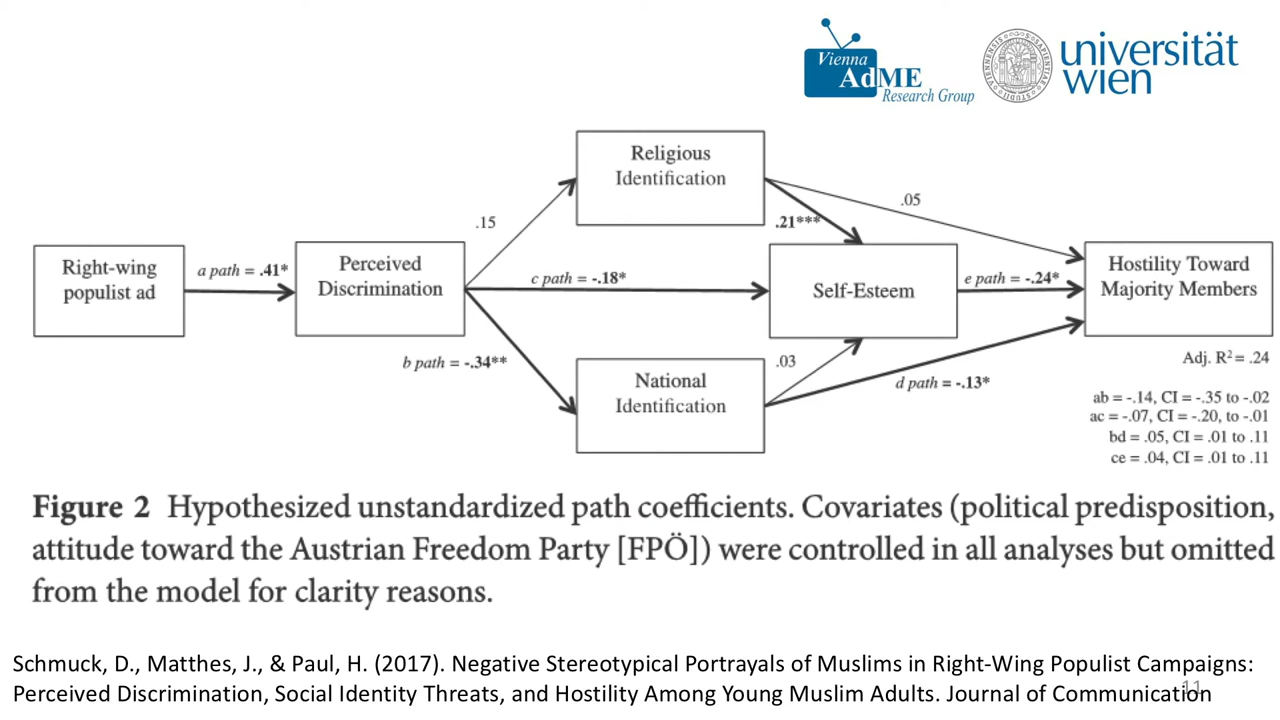 Vienna
AdME
Research Group
universität
wien
Religious
Identification
.05
.15
.21***
Right-wing
populist ad
a path = .41*
Perceived
Discrimination
c path = -.18*
Self-Esteem
e path = -.24*
Hostility Toward
Majority Members
b path = -.34**
National
Identification
.03
d path = -.13*
Adj. R² = .24
ab = -.14, CI = -.35 to -.02
ac = -.07, CI = -.20, to -.01
bd = .05, CI = .01 to .11
ce = .04, CI = .01 to .11
Figure 2 Hypothesized unstandardized path coefficients. Covariates (political predisposition,
attitude toward the Austrian Freedom Party [FPÖ]) were controlled in all analyses but omitted
from the model for clarity reasons.
Schmuck, D., Matthes, J., & Paul, H. (2017). Negative Stereotypical Portrayals of Muslims in Right-Wing Populist Campaigns:
Perceived Discrimination, Social Identity Threats, and Hostility Among Young Muslim Adults. Journal of Communication
11